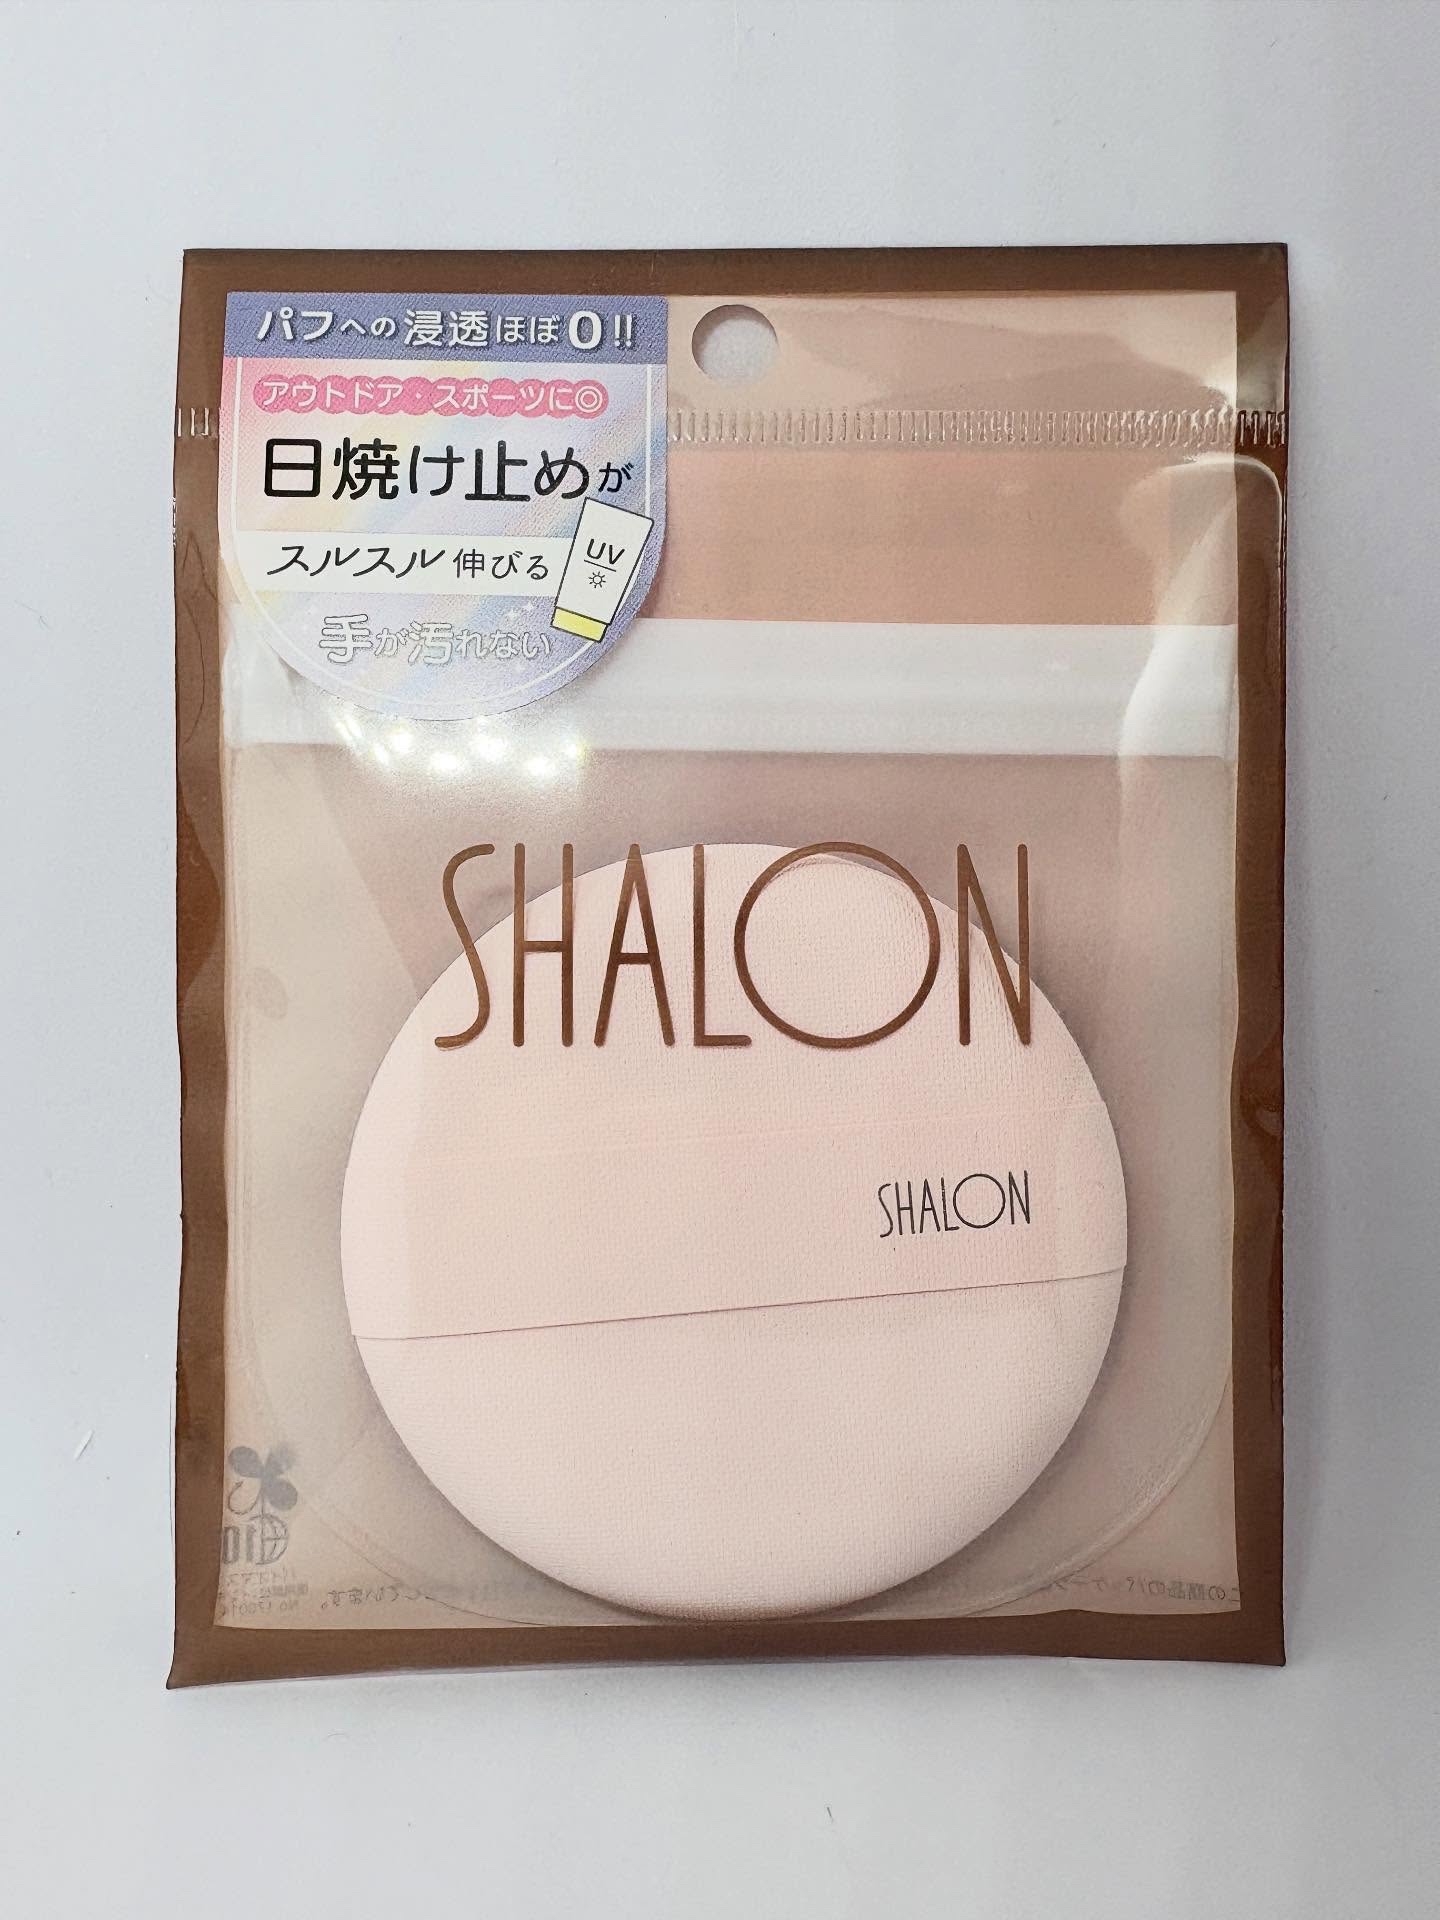 パフへの浸透ほぼ0!!
アウトドア・スポーツに◎
日焼け止めが
スルスル伸びる
UV
手が汚れない
SHALON
SHALON
10